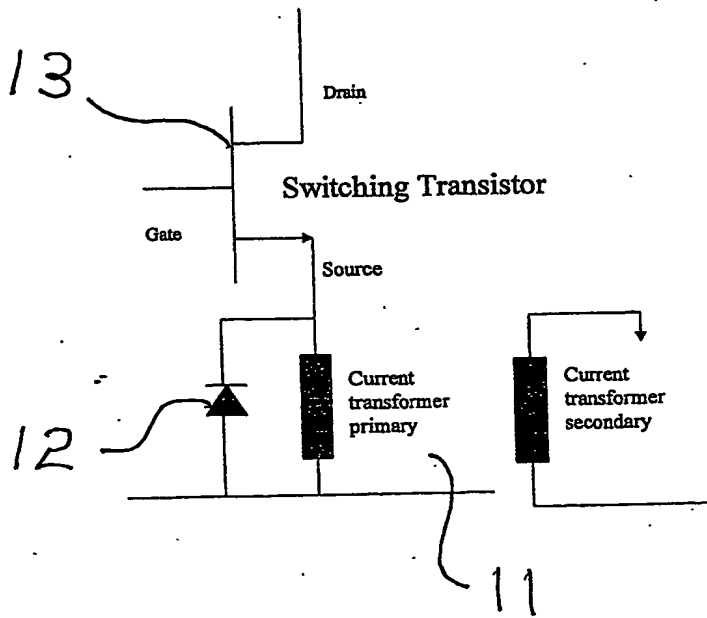 13
Drain
Switching Transistor
Gate
Source
Current
transformer
primary
Current
transformer
secondary
12
11